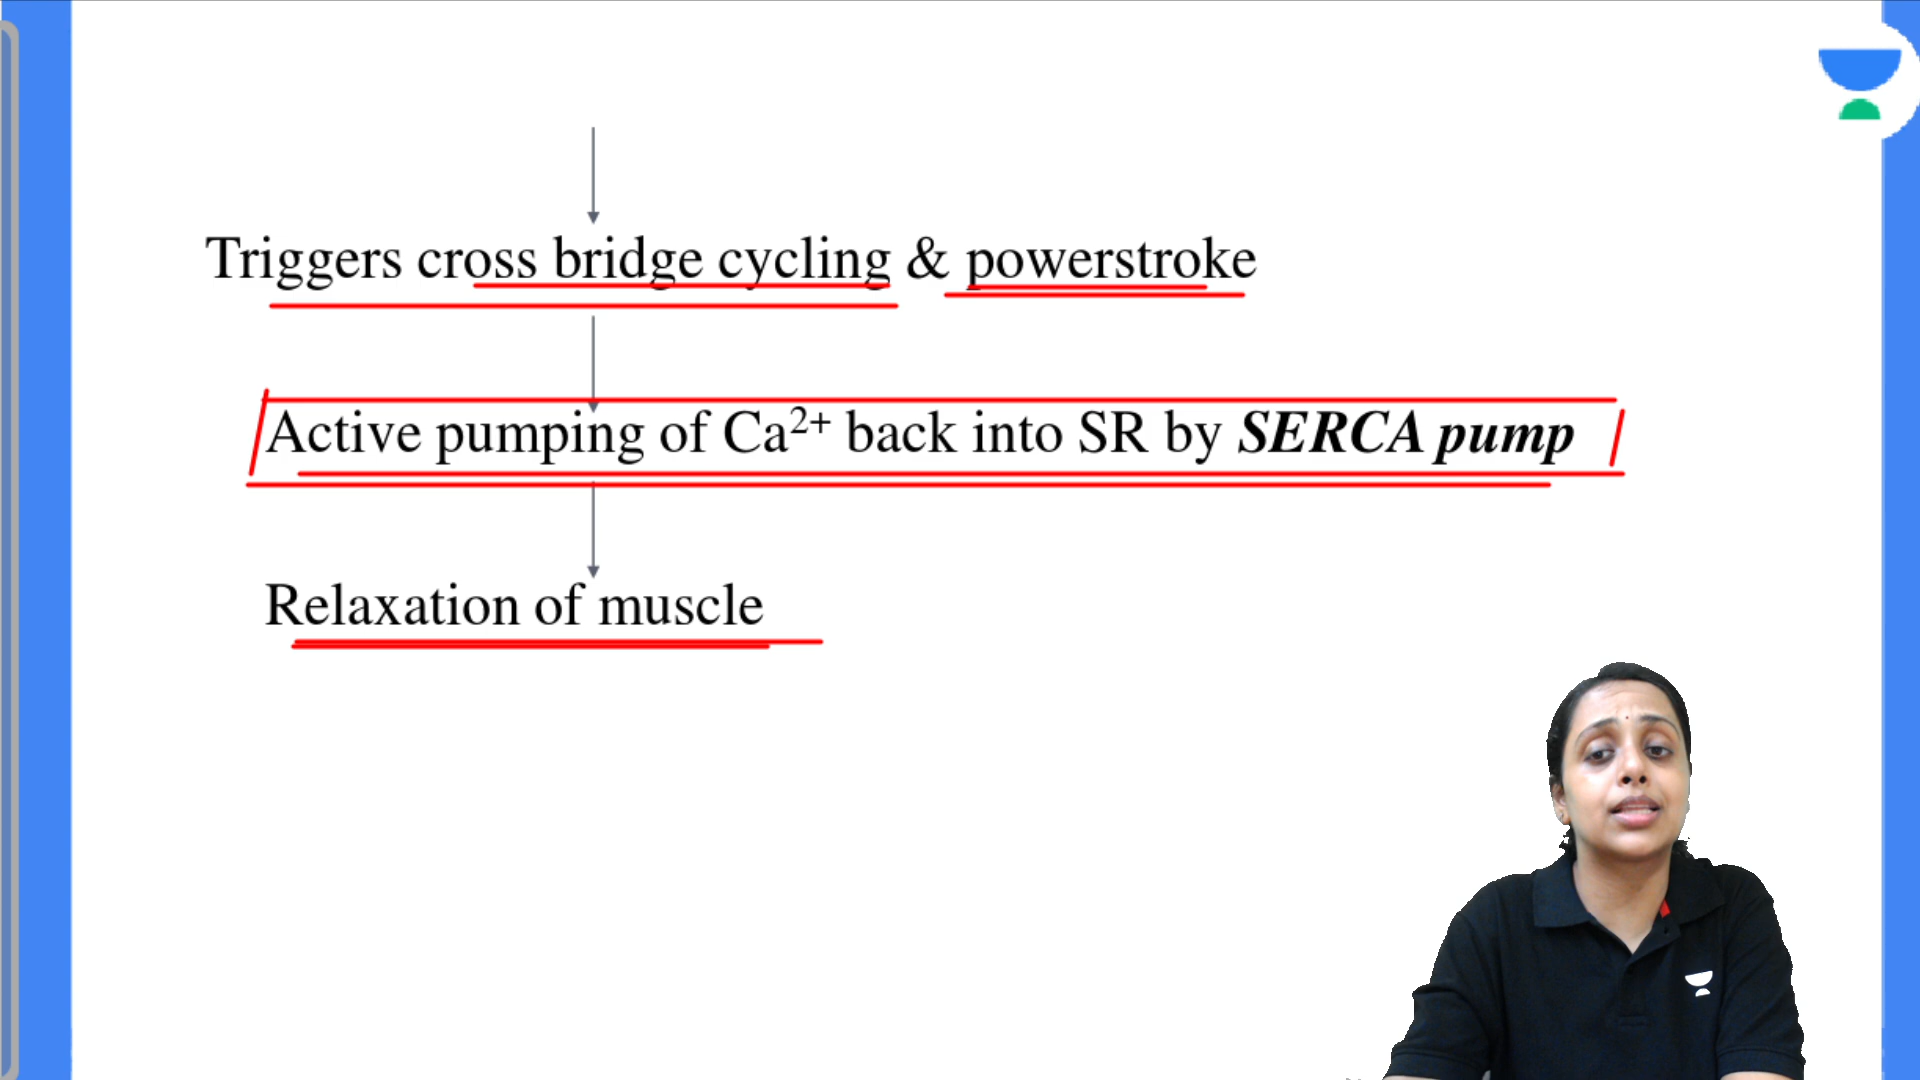 Triggers cross bridge cycling & powerstroke
Active pumping of Ca²⁺ back into SR by SERCA pump
Relaxation of muscle